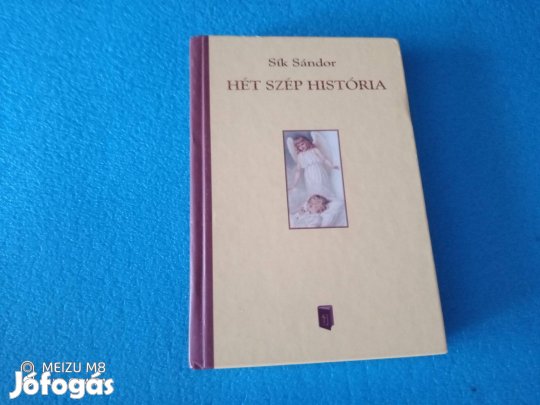 Sík Sándor
HÉT SZÉP HISTÓRIA
MEIZU M8
Jófogás